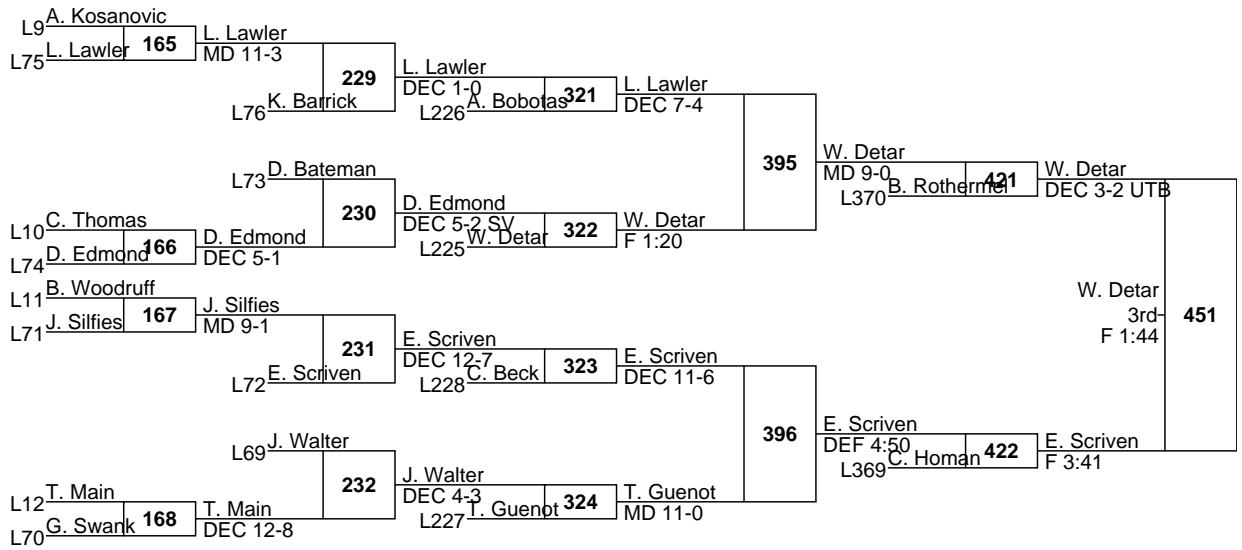 A. Kosanovic
L9
165
L. Lawler
L75
L. Lawler
MD 11-3
229
K. Barrick
L76
L. Lawler
DEC 1-0
A. Bobotas
L226
321
L. Lawler
DEC 7-4
D. Bateman
L73
230
C. Thomas
L10
166
D. Edmond
L74
D. Edmond
DEC 5-1
D. Edmond
DEC 5-2 SV
W. Detar
L225
322
W. Detar
F 1:20
395
W. Detar
MD 9-0
B. Rothermel
L370
421
W. Detar
DEC 3-2 UTB
B. Woodruff
L11
167
J. Silfies
L71
J. Silfies
MD 9-1
231
E. Scriven
L72
E. Scriven
DEC 12-7
C. Beck
L228
323
E. Scriven
DEC 11-6
J. Walter
L69
232
T. Main
L12
168
G. Swank
L70
T. Main
DEC 12-8
J. Walter
DEC 4-3
T. Guenot
L227
324
T. Guenot
MD 11-0
396
E. Scriven
DEF 4:50
C. Homan
L369
422
E. Scriven
F 3:41
W. Detar
3rd
F 1:44
451